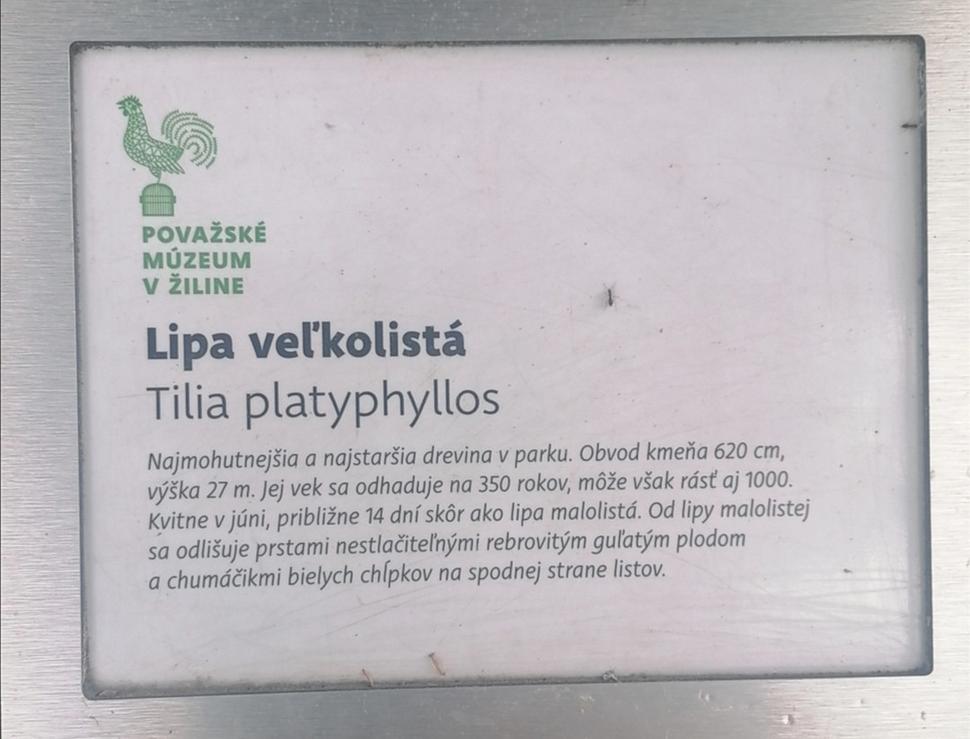 POVAŽSKÉ
MÚZEUM
V ŽILINE
Lipa veľkolistá
Tilia platyphyllos
Najmohutnejšia a najstaršia drevina v parku. Obvod kmeňa 620 cm,
výška 27 m. Jej vek sa odhaduje na 350 rokov, môže však rásť aj 1000.
Kvitne v júni, približne 14 dní skôr ako lipa malolistá. Od lipy malolistej
sa odlišuje prstami nestlačiteľnými rebrovitým guľatým plodom
a chumáčikmi bielych chĺpkov na spodnej strane listov.